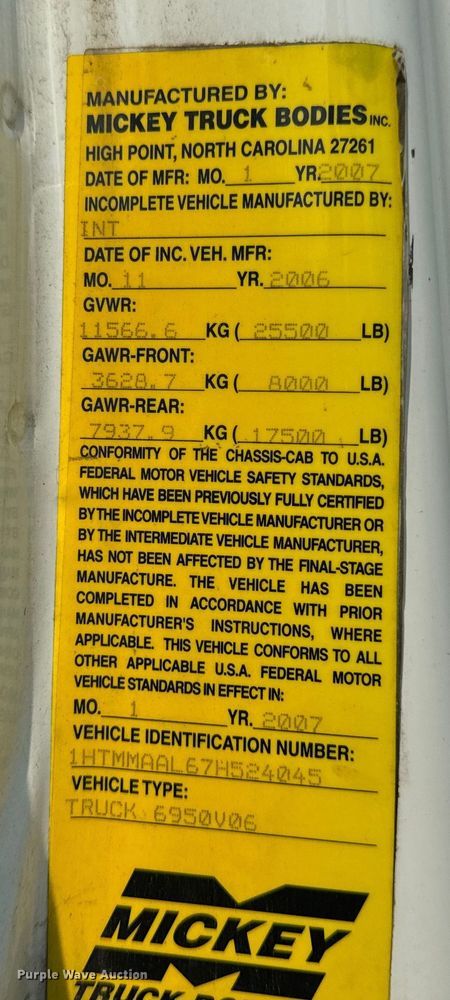 MANUFACTURED BY:
MICKEY TRUCK BODIES INC.
HIGH POINT, NORTH CAROLINA 27261
DATE OF MFR: MO. 1 YR. 2007
INCOMPLETE VEHICLE MANUFACTURED BY:
INT
DATE OF INC. VEH. MFR:
MO. 11 YR. 2006
GVWR:
11566.6 KG ( 25500 LB)
GAWR-FRONT:
3628.7 KG ( 8000 LB)
GAWR-REAR:
7937.9 KG ( 17500 LB)
CONFORMITY OF THE CHASSIS-CAB TO U.S.A.
FEDERAL MOTOR VEHICLE SAFETY STANDARDS,
WHICH HAVE BEEN PREVIOUSLY FULLY CERTIFIED
BY THE INCOMPLETE VEHICLE MANUFACTURER OR
BY THE INTERMEDIATE VEHICLE MANUFACTURER,
HAS NOT BEEN AFFECTED BY THE FINAL-STAGE
MANUFACTURE. THE VEHICLE HAS BEEN
COMPLETED IN ACCORDANCE WITH PRIOR
MANUFACTURER'S INSTRUCTIONS, WHERE
APPLICABLE. THIS VEHICLE CONFORMS TO ALL
OTHER APPLICABLE U.S.A. FEDERAL MOTOR
VEHICLE STANDARDS IN EFFECT IN:
MO. 1 YR. 2007
VEHICLE IDENTIFICATION NUMBER:
1HTMMAAL67H524045
VEHICLE TYPE:
TRUCK 6950V06
MICKEY
TRUCK
Purple Wave Auction